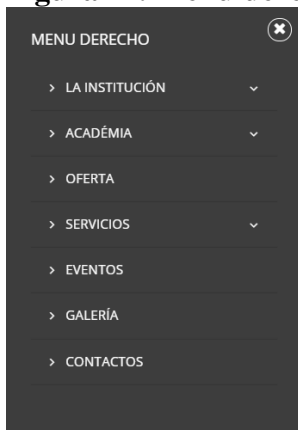 MENU DERECHO
LA INSTITUCIÓN
ACADÉMIA
OFERTA
SERVICIOS
EVENTOS
GALERÍA
CONTACTOS